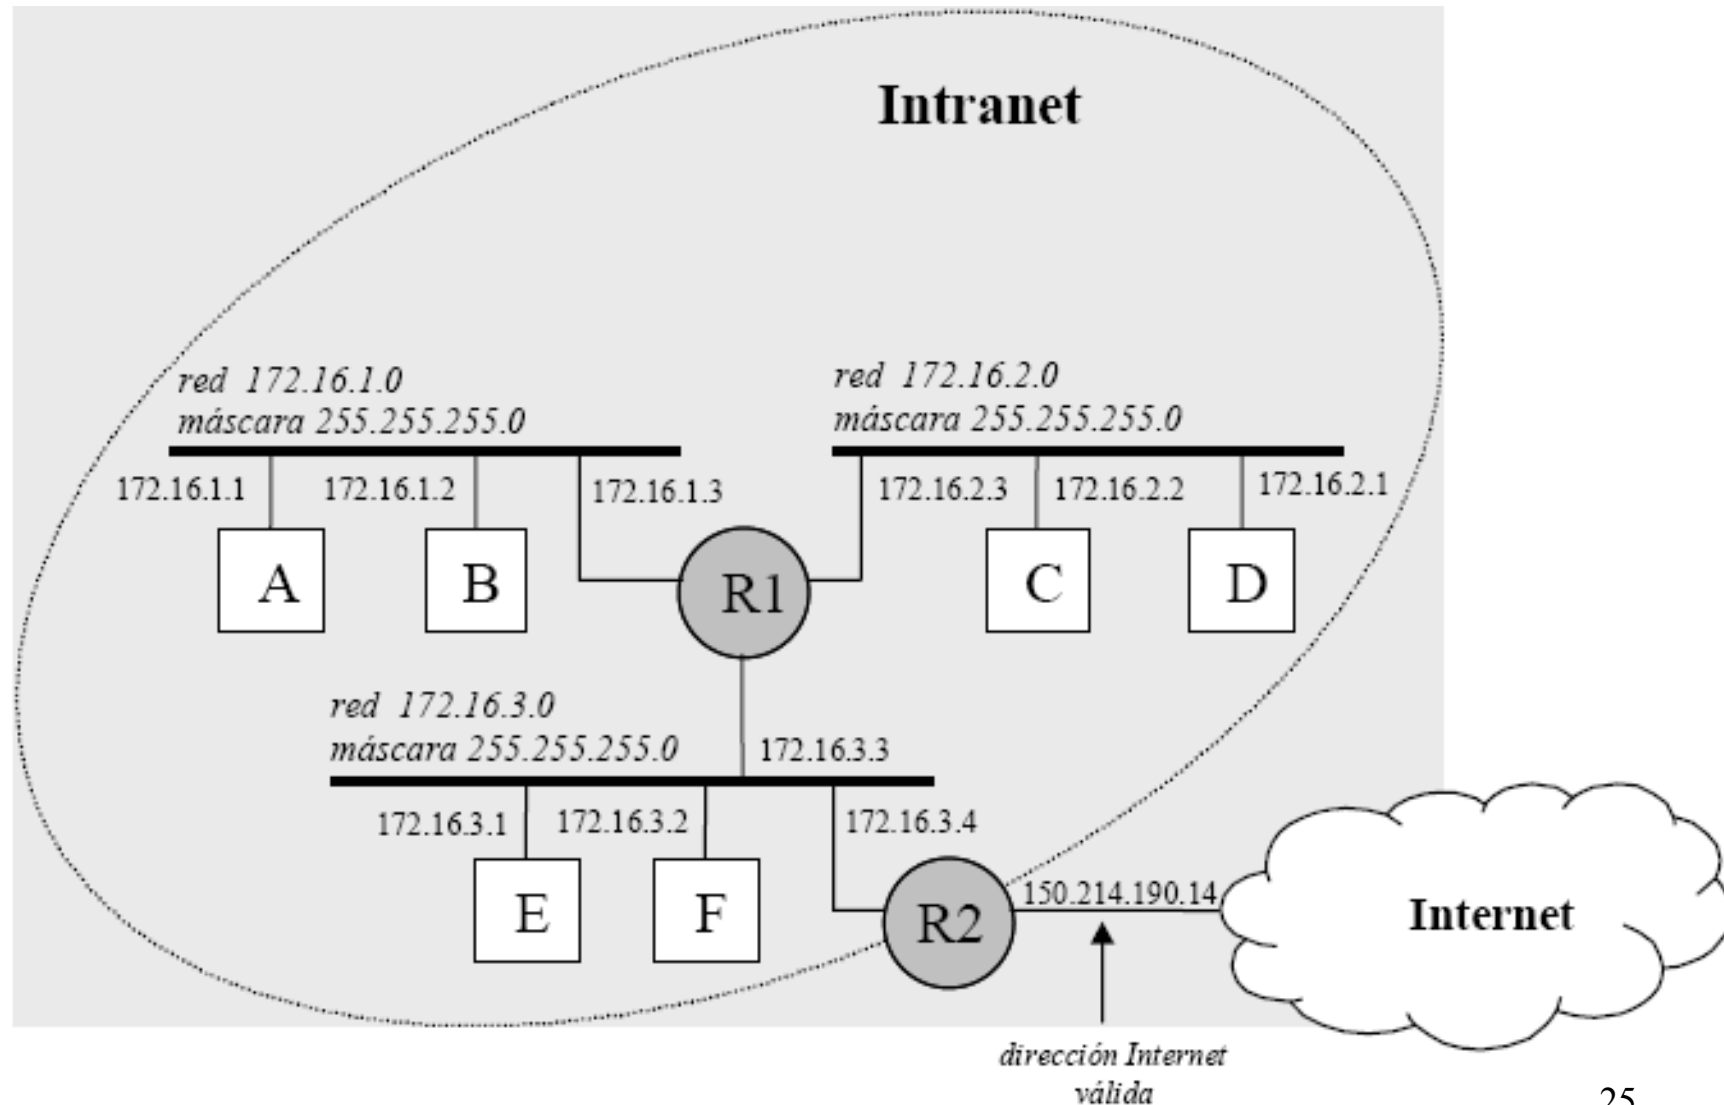 Intranet
red 172.16.1.0
máscara 255.255.255.0
red 172.16.2.0
máscara 255.255.255.0
172.16.1.1
172.16.1.2
172.16.1.3
172.16.2.3
172.16.2.2
172.16.2.1
A
B
R1
C
D
red 172.16.3.0
máscara 255.255.255.0
172.16.3.3
172.16.3.1
172.16.3.2
172.16.3.4
E
F
R2
150.214.190.14
Internet
dirección Internet
válida
25